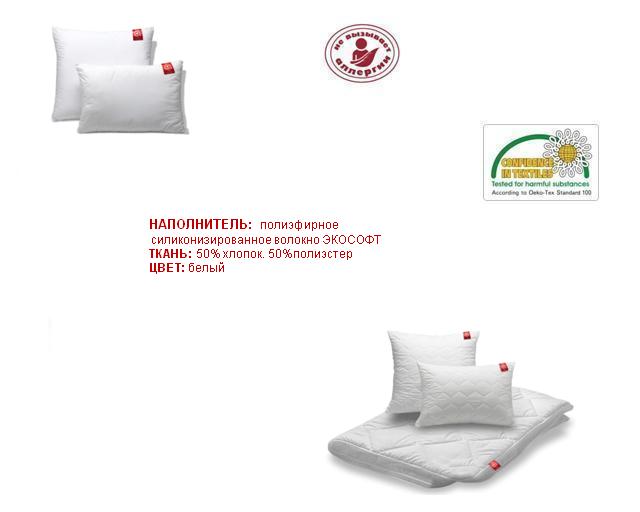 не вызывает
аллергии
CONFIDENCE
IN TEXTILES
Tested for harmful substances
According to Oeko-Tex Standard 100
НАПОЛНИТЕЛЬ: полиэфирное
силиконизированное волокно ЭКОСОФТ
ТКАНЬ: 50% хлопок. 50%полиэстер
ЦВЕТ: белый